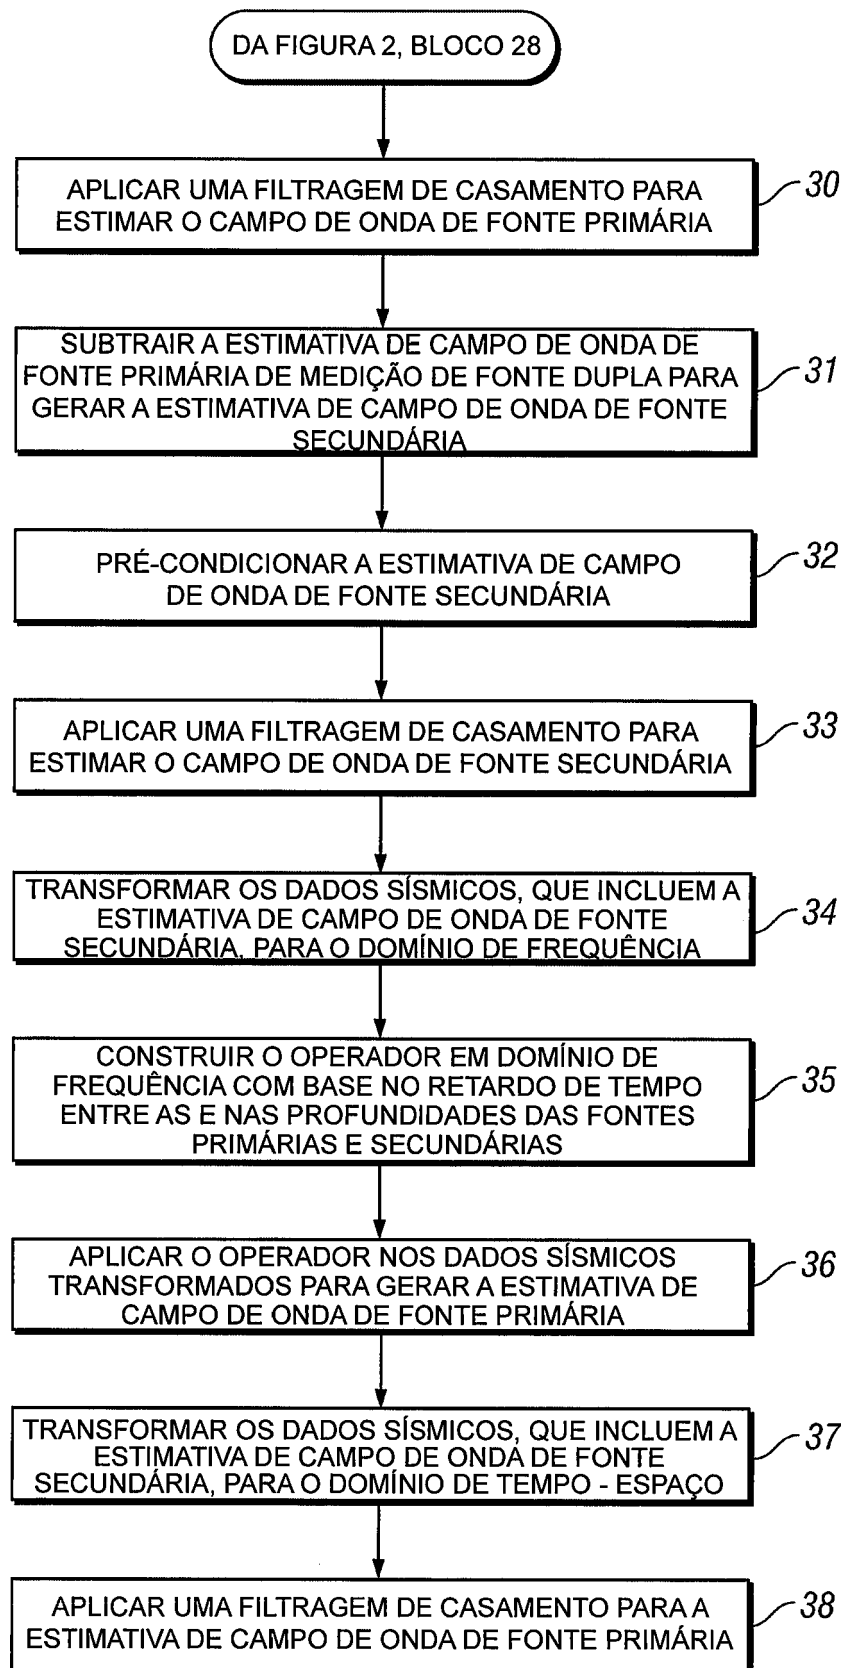 DA FIGURA 2, BLOCO 28
APLICAR UMA FILTRAGEM DE CASAMENTO PARA
ESTIMAR O CAMPO DE ONDA DE FONTE PRIMÁRIA
30
SUBTRAIR A ESTIMATIVA DE CAMPO DE ONDA DE
FONTE PRIMÁRIA DE MEDIÇÃO DE FONTE DUPLA PARA
GERAR A ESTIMATIVA DE CAMPO DE ONDA DE FONTE
SECUNDÁRIA
31
PRÉ-CONDICIONAR A ESTIMATIVA DE CAMPO
DE ONDA DE FONTE SECUNDÁRIA
32
APLICAR UMA FILTRAGEM DE CASAMENTO PARA
ESTIMAR O CAMPO DE ONDA DE FONTE SECUNDÁRIA
33
TRANSFORMAR OS DADOS SÍSMICOS, QUE INCLUEM A
ESTIMATIVA DE CAMPO DE ONDA DE FONTE
SECUNDÁRIA, PARA O DOMÍNIO DE FREQUÊNCIA
34
CONSTRUIR O OPERADOR EM DOMÍNIO DE
FREQUÊNCIA COM BASE NO RETARDO DE TEMPO
ENTRE AS E NAS PROFUNDIDADES DAS FONTES
PRIMÁRIAS E SECUNDÁRIAS
35
APLICAR O OPERADOR NOS DADOS SÍSMICOS
TRANSFORMADOS PARA GERAR A ESTIMATIVA DE
CAMPO DE ONDA DE FONTE PRIMÁRIA
36
TRANSFORMAR OS DADOS SÍSMICOS, QUE INCLUEM A
ESTIMATIVA DE CAMPO DE ONDA DE FONTE
SECUNDÁRIA, PARA O DOMÍNIO DE TEMPO - ESPAÇO
37
APLICAR UMA FILTRAGEM DE CASAMENTO PARA A
ESTIMATIVA DE CAMPO DE ONDA DE FONTE PRIMÁRIA
38